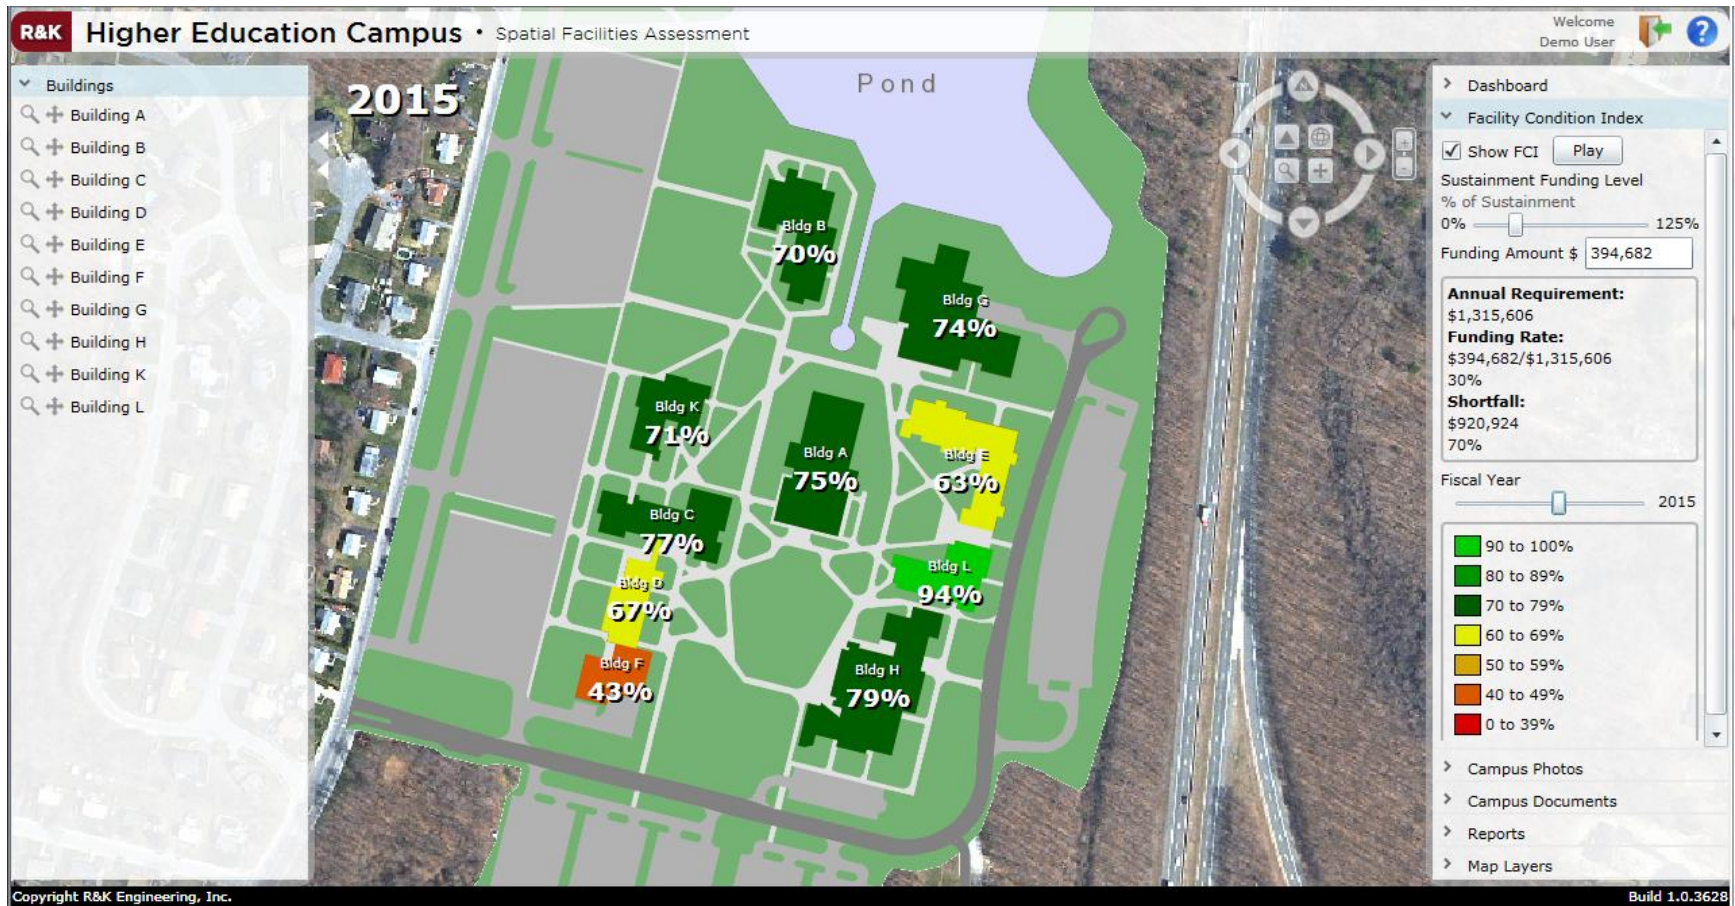 R&K Higher Education Campus • Spatial Facilities Assessment
Welcome
Demo User
Buildings
Building A
Building B
Building C
Building D
Building E
Building F
Building G
Building H
Building K
Building L
2015
Pond
Bldg B
70%
Bldg G
74%
Bldg K
71%
Bldg A
75%
Bldg E
63%
Bldg C
77%
Bldg L
94%
Bldg D
67%
Bldg F
43%
Bldg H
79%
N
Dashboard
Facility Condition Index
Show FCI Play
Sustainment Funding Level
% of Sustainment
0% 125%
Funding Amount $ 394,682
Annual Requirement:
$1,315,606
Funding Rate:
$394,682/$1,315,606
30%
Shortfall:
$920,924
70%
Fiscal Year
2015
90 to 100%
80 to 89%
70 to 79%
60 to 69%
50 to 59%
40 to 49%
0 to 39%
Campus Photos
Campus Documents
Reports
Map Layers
Copyright R&K Engineering, Inc.
Build 1.0.3628